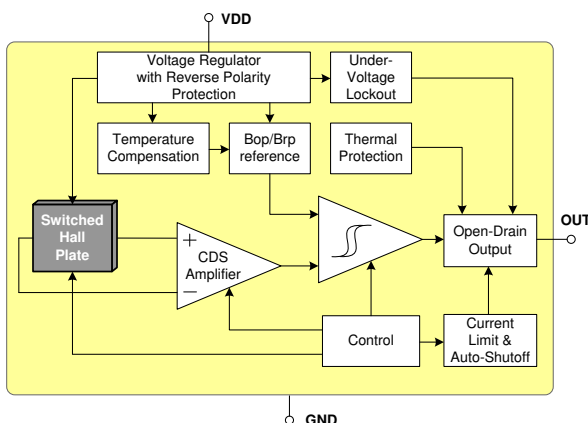 VDD
Voltage Regulator
with Reverse Polarity
Protection
Under-
Voltage
Lockout
Temperature
Compensation
Bop/Brp
reference
Thermal
Protection
Switched
Hall
Plate
+
CDS
Amplifier
−
Open-Drain
Output
OUT
Control
Current
Limit &
Auto-Shutoff
GND